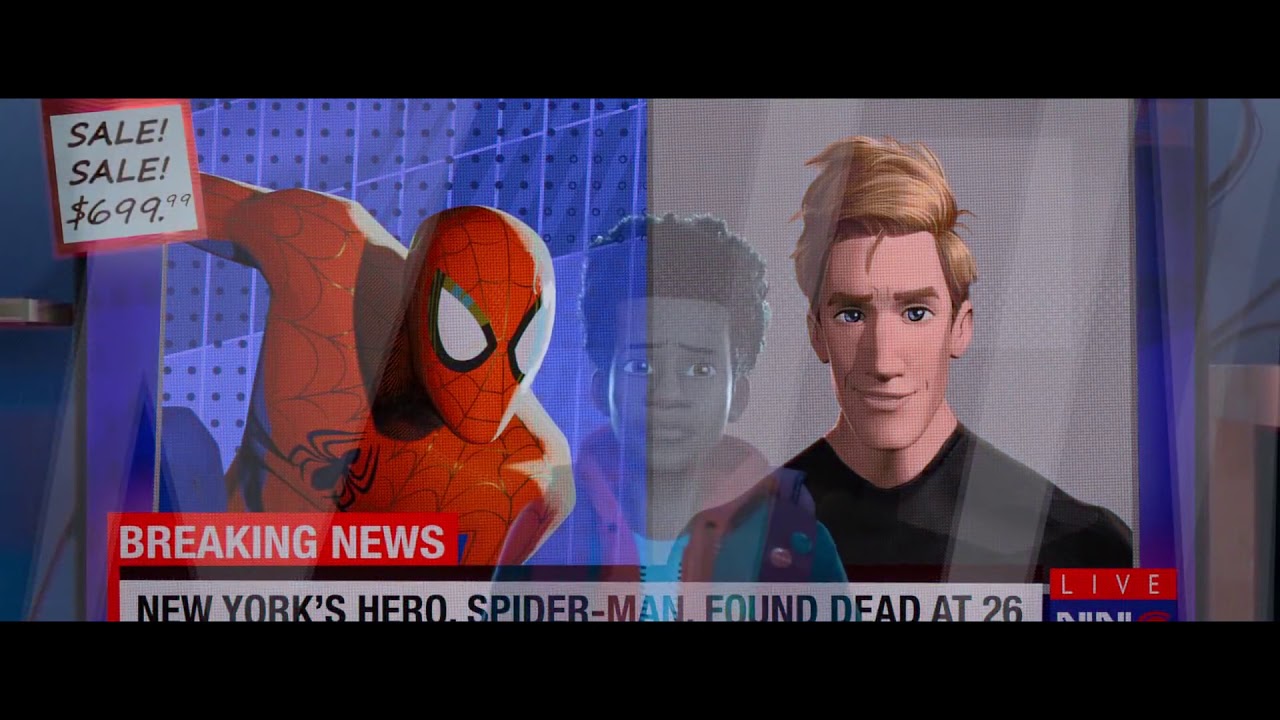 SALE!
SALE!
$699.99
BREAKING NEWS
NEW YORK'S HERO, SPIDER-MAN, FOUND DEAD AT 26
LIVE